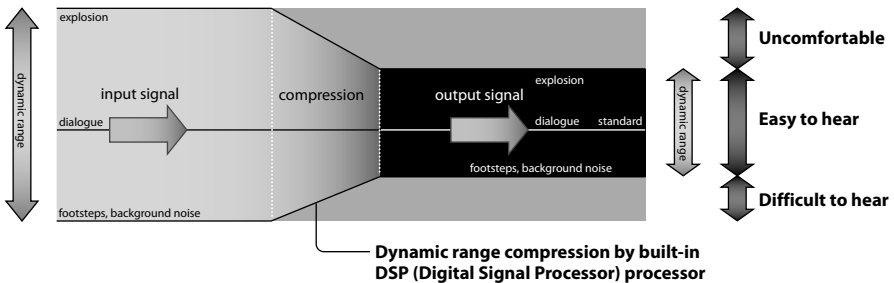 explosion
dynamic range
input signal
dialogue
footsteps, background noise
compression
output signal
explosion
dialogue
standard
footsteps, background noise
dynamic range
Uncomfortable
Easy to hear
Difficult to hear
Dynamic range compression by built-in
DSP (Digital Signal Processor) processor